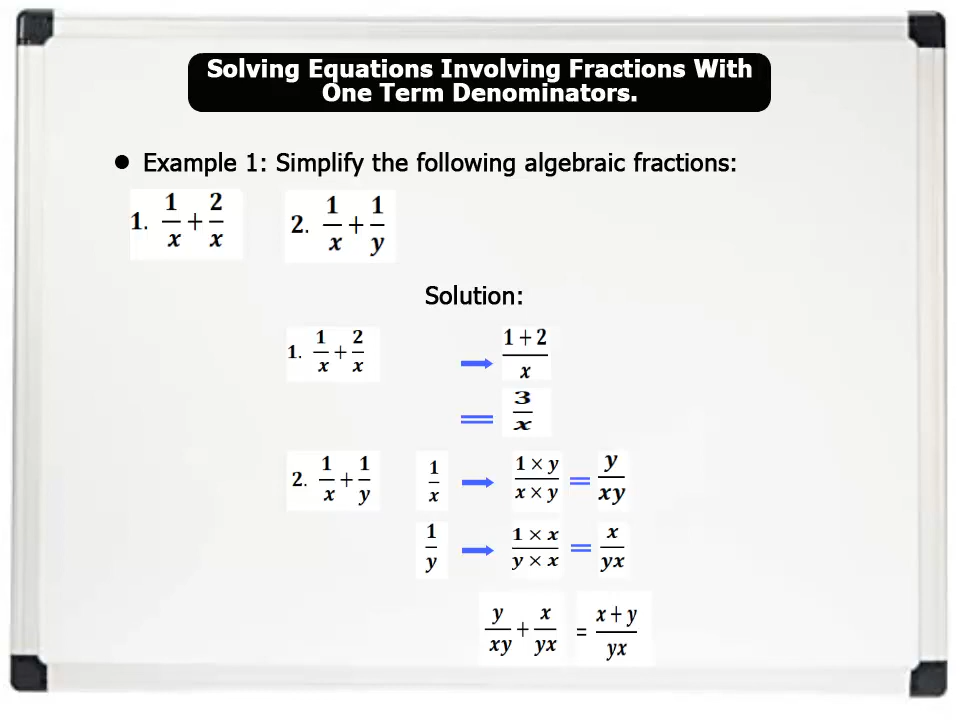 Solving Equations Involving Fractions With
One Term Denominators.
● Example 1: Simplify the following algebraic fractions:
1. 1/x + 2/x   2. 1/x + 1/y
Solution:
1. 1/x + 2/x → (1 + 2)/x
= 3/x
2. 1/x + 1/y   1/x → (1 × y)/(x × y) = y/xy
1/y → (1 × x)/(y × x) = x/yx
y/xy + x/yx = (x + y)/yx